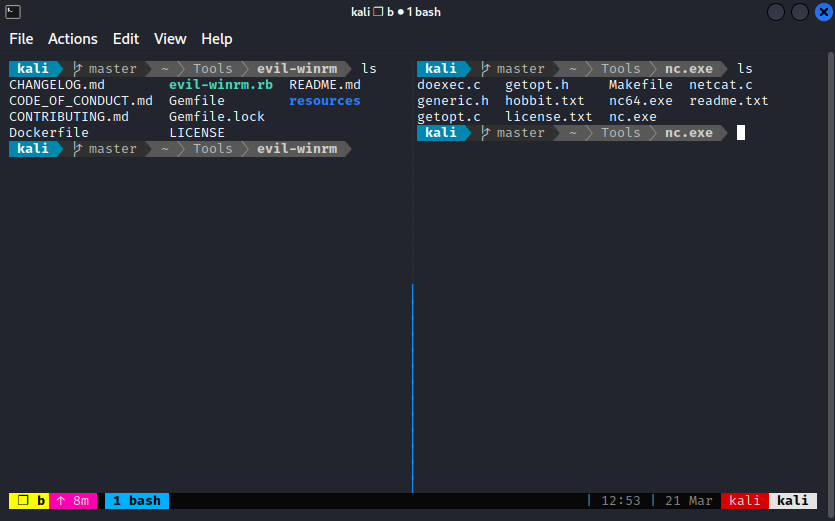 kali ❐ b ● 1 bash
File Actions Edit View Help
kali master ~ Tools evil-winrm ls
CHANGELOG.md evil-winrm.rb README.md
CODE_OF_CONDUCT.md Gemfile resources
CONTRIBUTING.md Gemfile.lock
Dockerfile LICENSE
kali master ~ Tools evil-winrm
kali master ~ Tools nc.exe ls
doexec.c getopt.h Makefile netcat.c
generic.h hobbit.txt nc64.exe readme.txt
getopt.c license.txt nc.exe
kali master ~ Tools nc.exe
❐ b ↑ 8m 1 bash | 12:53 | 21 Mar kali kali